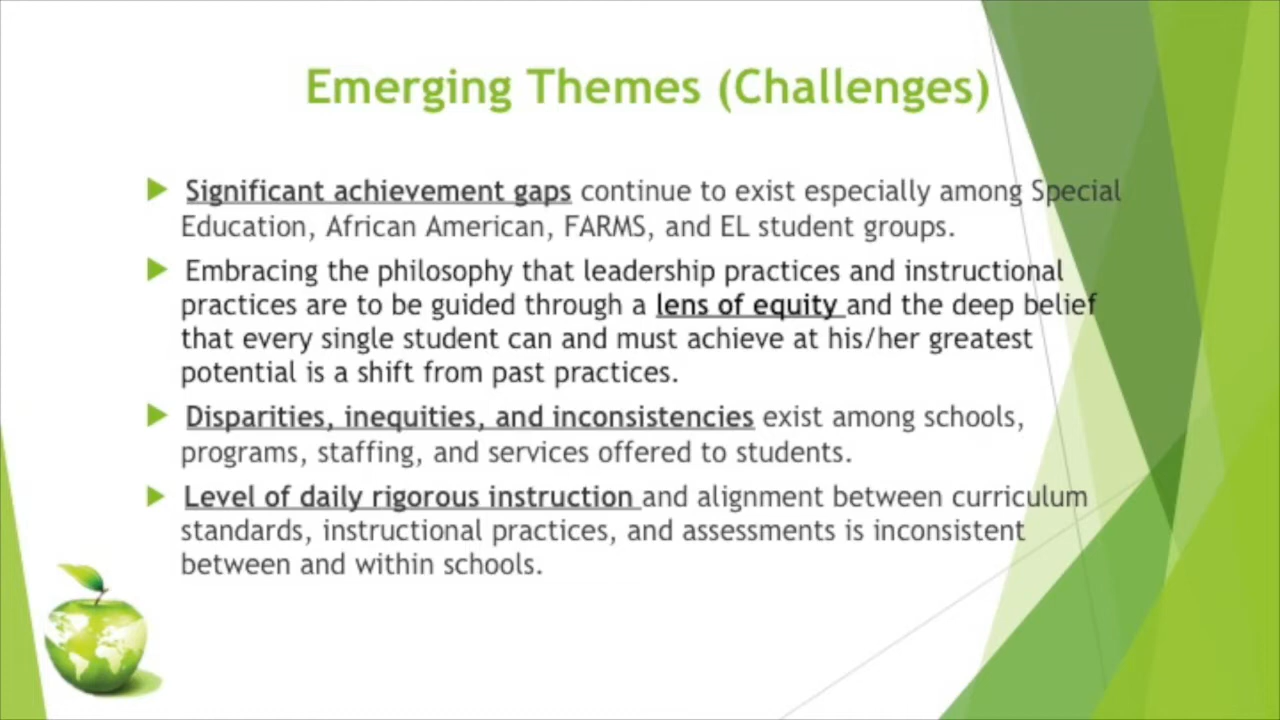 Emerging Themes (Challenges)
Significant achievement gaps continue to exist especially among Special
Education, African American, FARMS, and EL student groups.
Embracing the philosophy that leadership practices and instructional
practices are to be guided through a lens of equity and the deep belief
that every single student can and must achieve at his/her greatest
potential is a shift from past practices.
Disparities, inequities, and inconsistencies exist among schools,
programs, staffing, and services offered to students.
Level of daily rigorous instruction and alignment between curriculum
standards, instructional practices, and assessments is inconsistent
between and within schools.